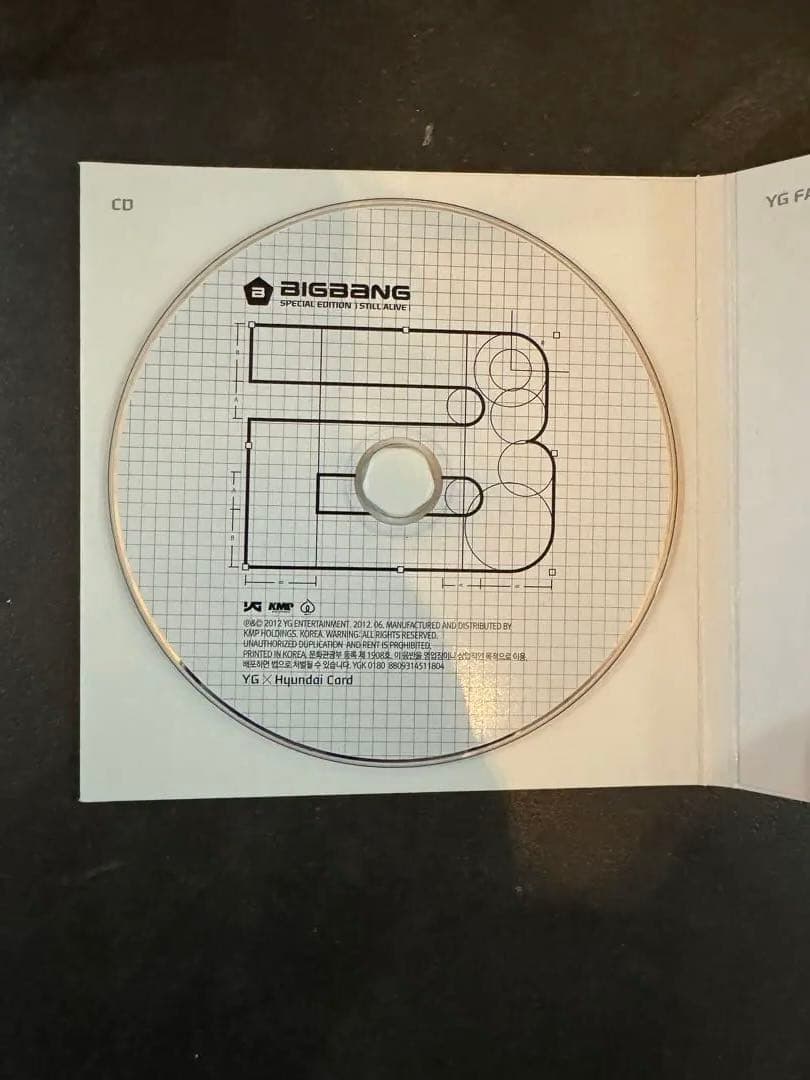 CD
YG FA
BIGBANG
SPECIAL EDITION [STILL ALIVE]
YG KMP
℗&© 2012 YG ENTERTAINMENT. 2012. 06. MANUFACTURED AND DISTRIBUTED BY
KMP HOLDINGS. KOREA. WARNING: ALL RIGHTS RESERVED.
UNAUTHORIZED DUPLICATION AND RENT IS PROHIBITED.
PRINTED IN KOREA. 문화관광부 등록 제 1908호. 이 음반을 영업장이나 상업적인 목적으로 이용,
배포하면 법으로 처벌될 수 있습니다. YGK 0180 8809314511804
YG × Hyundai Card